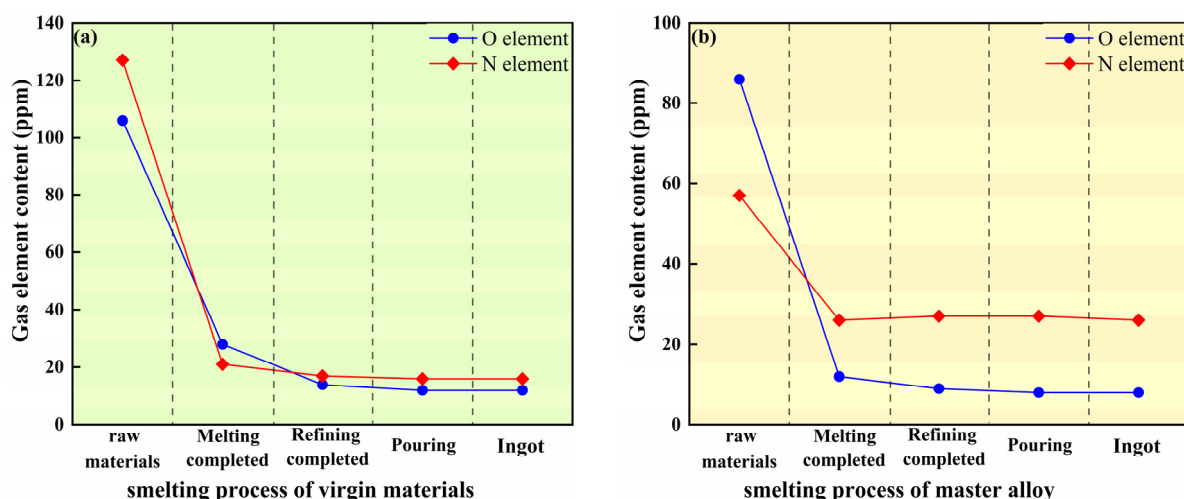 (a)
O element
N element
Gas element content (ppm)
140
120
100
80
60
40
20
0
raw materials
Melting completed
Refining completed
Pouring
Ingot
smelting process of virgin materials
(b)
O element
N element
Gas element content (ppm)
100
80
60
40
20
0
raw materials
Melting completed
Refining completed
Pouring
Ingot
smelting process of master alloy